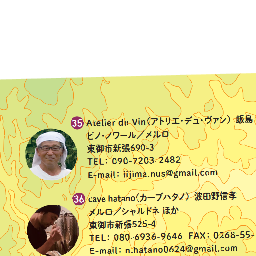 35 Atelier du Vin(アトリエ・デュ・ヴァン) 飯島
ピノ・ノワール／メルロ
東御市新張690-3
TEL: 090-7203-2482
E-mail: iijima.nus@gmail.com
36 cave hatano(カーブハタノ) 波田野信孝
メルロ／シャルドネ ほか
東御市新張525-4
TEL: 080-6936-9646 FAX: 0268-55-
E-mail: n.hatano0624@gmail.com